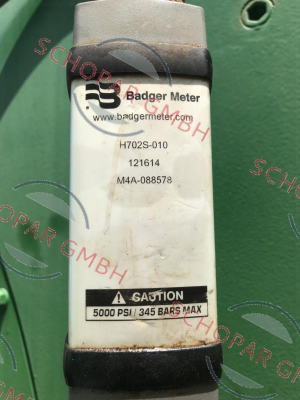 Badger Meter
www.badgermeter.com
H702S-010
121614
M4A-088578
CAUTION
5000 PSI / 345 BARS MAX
SCHOPAR GMBH
SCHOPAR GMBH
SCHOPAR GMBH